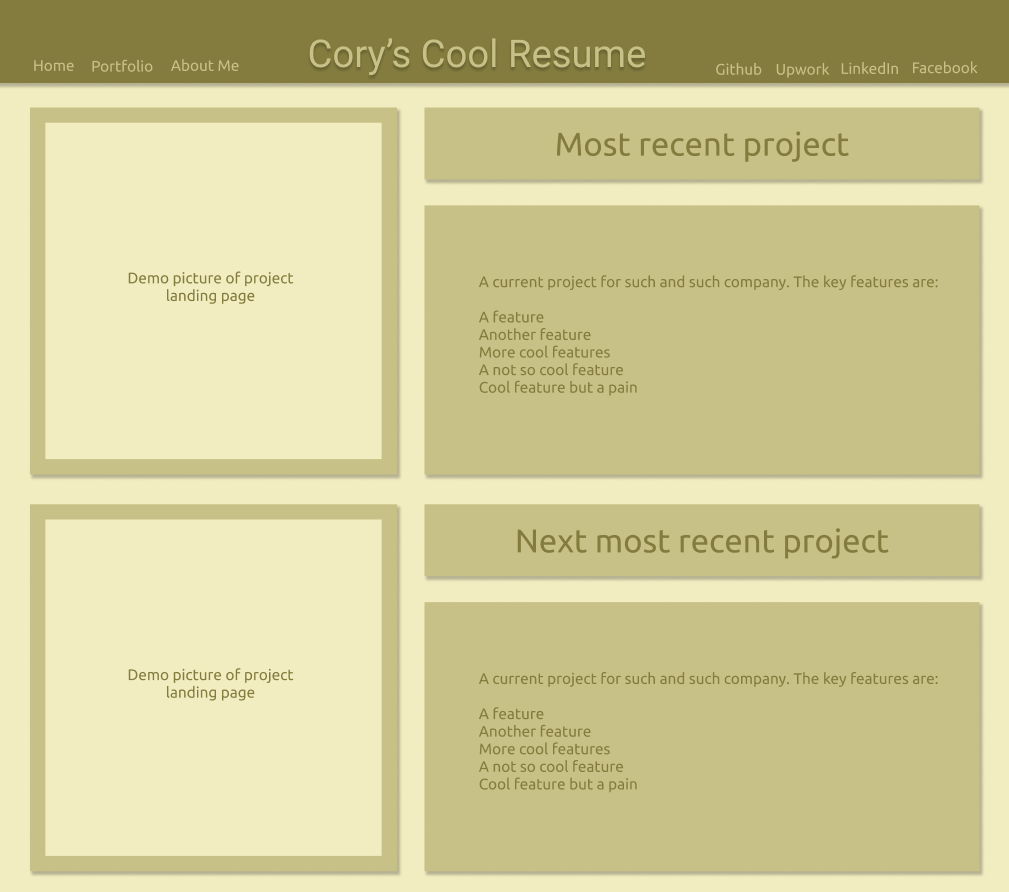 Home Portfolio About Me
Cory's Cool Resume
Github Upwork LinkedIn Facebook
Demo picture of project
landing page
Most recent project
A current project for such and such company. The key features are:
A feature
Another feature
More cool features
A not so cool feature
Cool feature but a pain
Demo picture of project
landing page
Next most recent project
A current project for such and such company. The key features are:
A feature
Another feature
More cool features
A not so cool feature
Cool feature but a pain